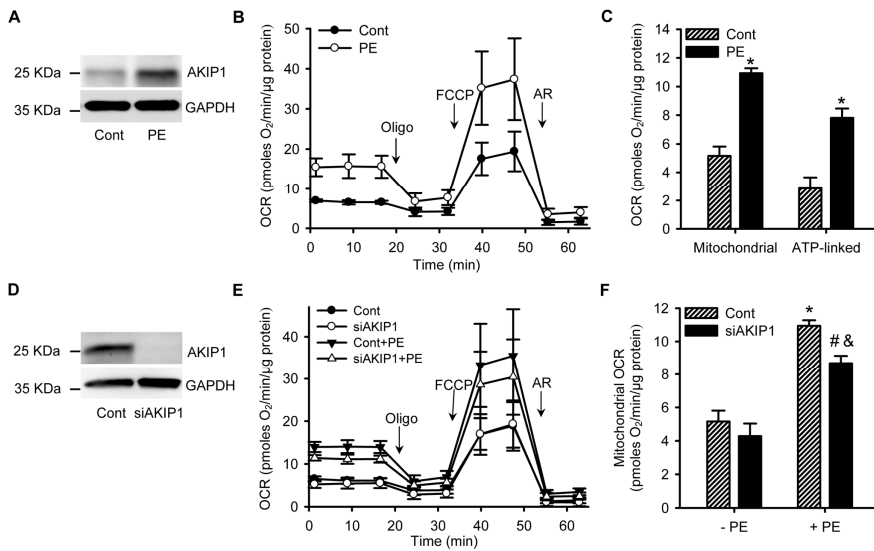 A
25 KDa
AKIP1
35 KDa
GAPDH
Cont PE
B
Cont
PE
OCR (pmoles O₂/min/µg protein)
50
40
30
20
10
0
Oligo
FCCP
AR
0 10 20 30 40 50 60
Time (min)
C
Cont
PE
OCR (pmoles O₂/min/µg protein)
14
12
10
8
6
4
2
0
*
*
Mitochondrial ATP-linked
D
25 KDa
AKIP1
35 KDa
GAPDH
Cont siAKIP1
E
Cont
siAKIP1
Cont+PE
siAKIP1+PE
OCR (pmoles O₂/min/µg protein)
40
30
20
10
0
Oligo
FCCP
AR
0 10 20 30 40 50 60
Time (min)
F
Cont
siAKIP1
Mitochondrial OCR
(pmoles O₂/min/µg protein)
12
10
8
6
4
2
0
*
# &
- PE + PE